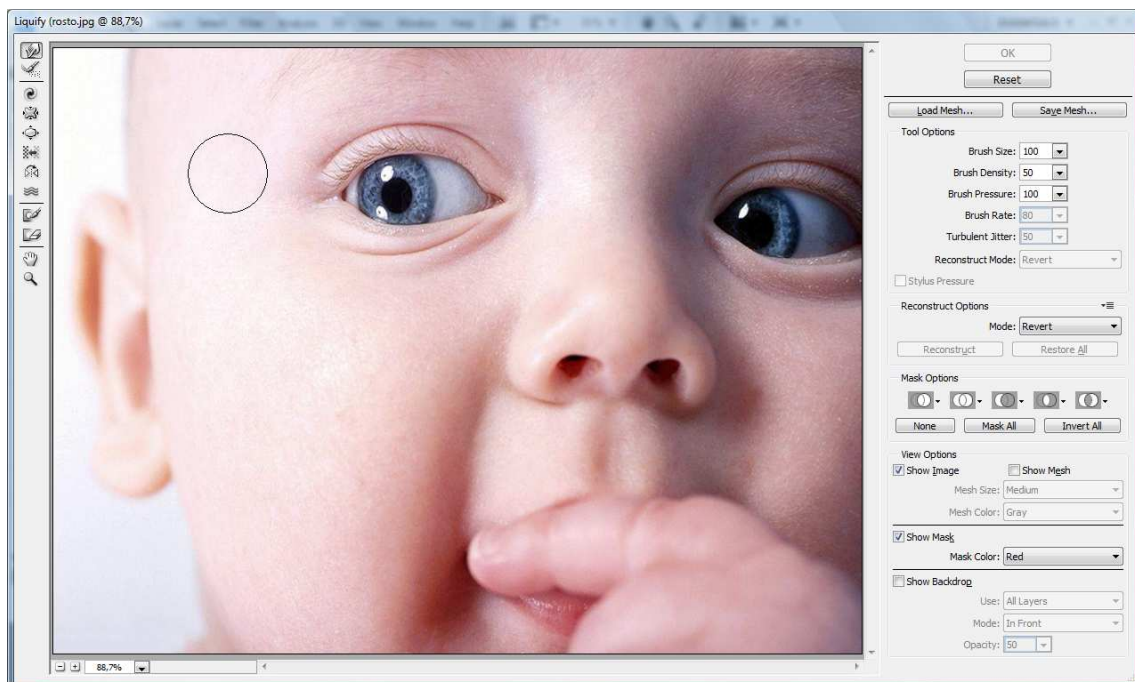 Liquify (rosto.jpg @ 88,7%)
OK
Reset
Load Mesh...
Save Mesh...
Tool Options
Brush Size: 100
Brush Density: 50
Brush Pressure: 100
Brush Rate: 80
Turbulent Jitter: 50
Reconstruct Mode: Revert
Stylus Pressure
Reconstruct Options
Mode: Revert
Reconstruct
Restore All
Mask Options
None
Mask All
Invert All
View Options
Show Image
Show Mesh
Mesh Size: Medium
Mesh Color: Gray
Show Mask
Mask Color: Red
Show Backdrop
Use: All Layers
Mode: In Front
Opacity: 50
88,7%